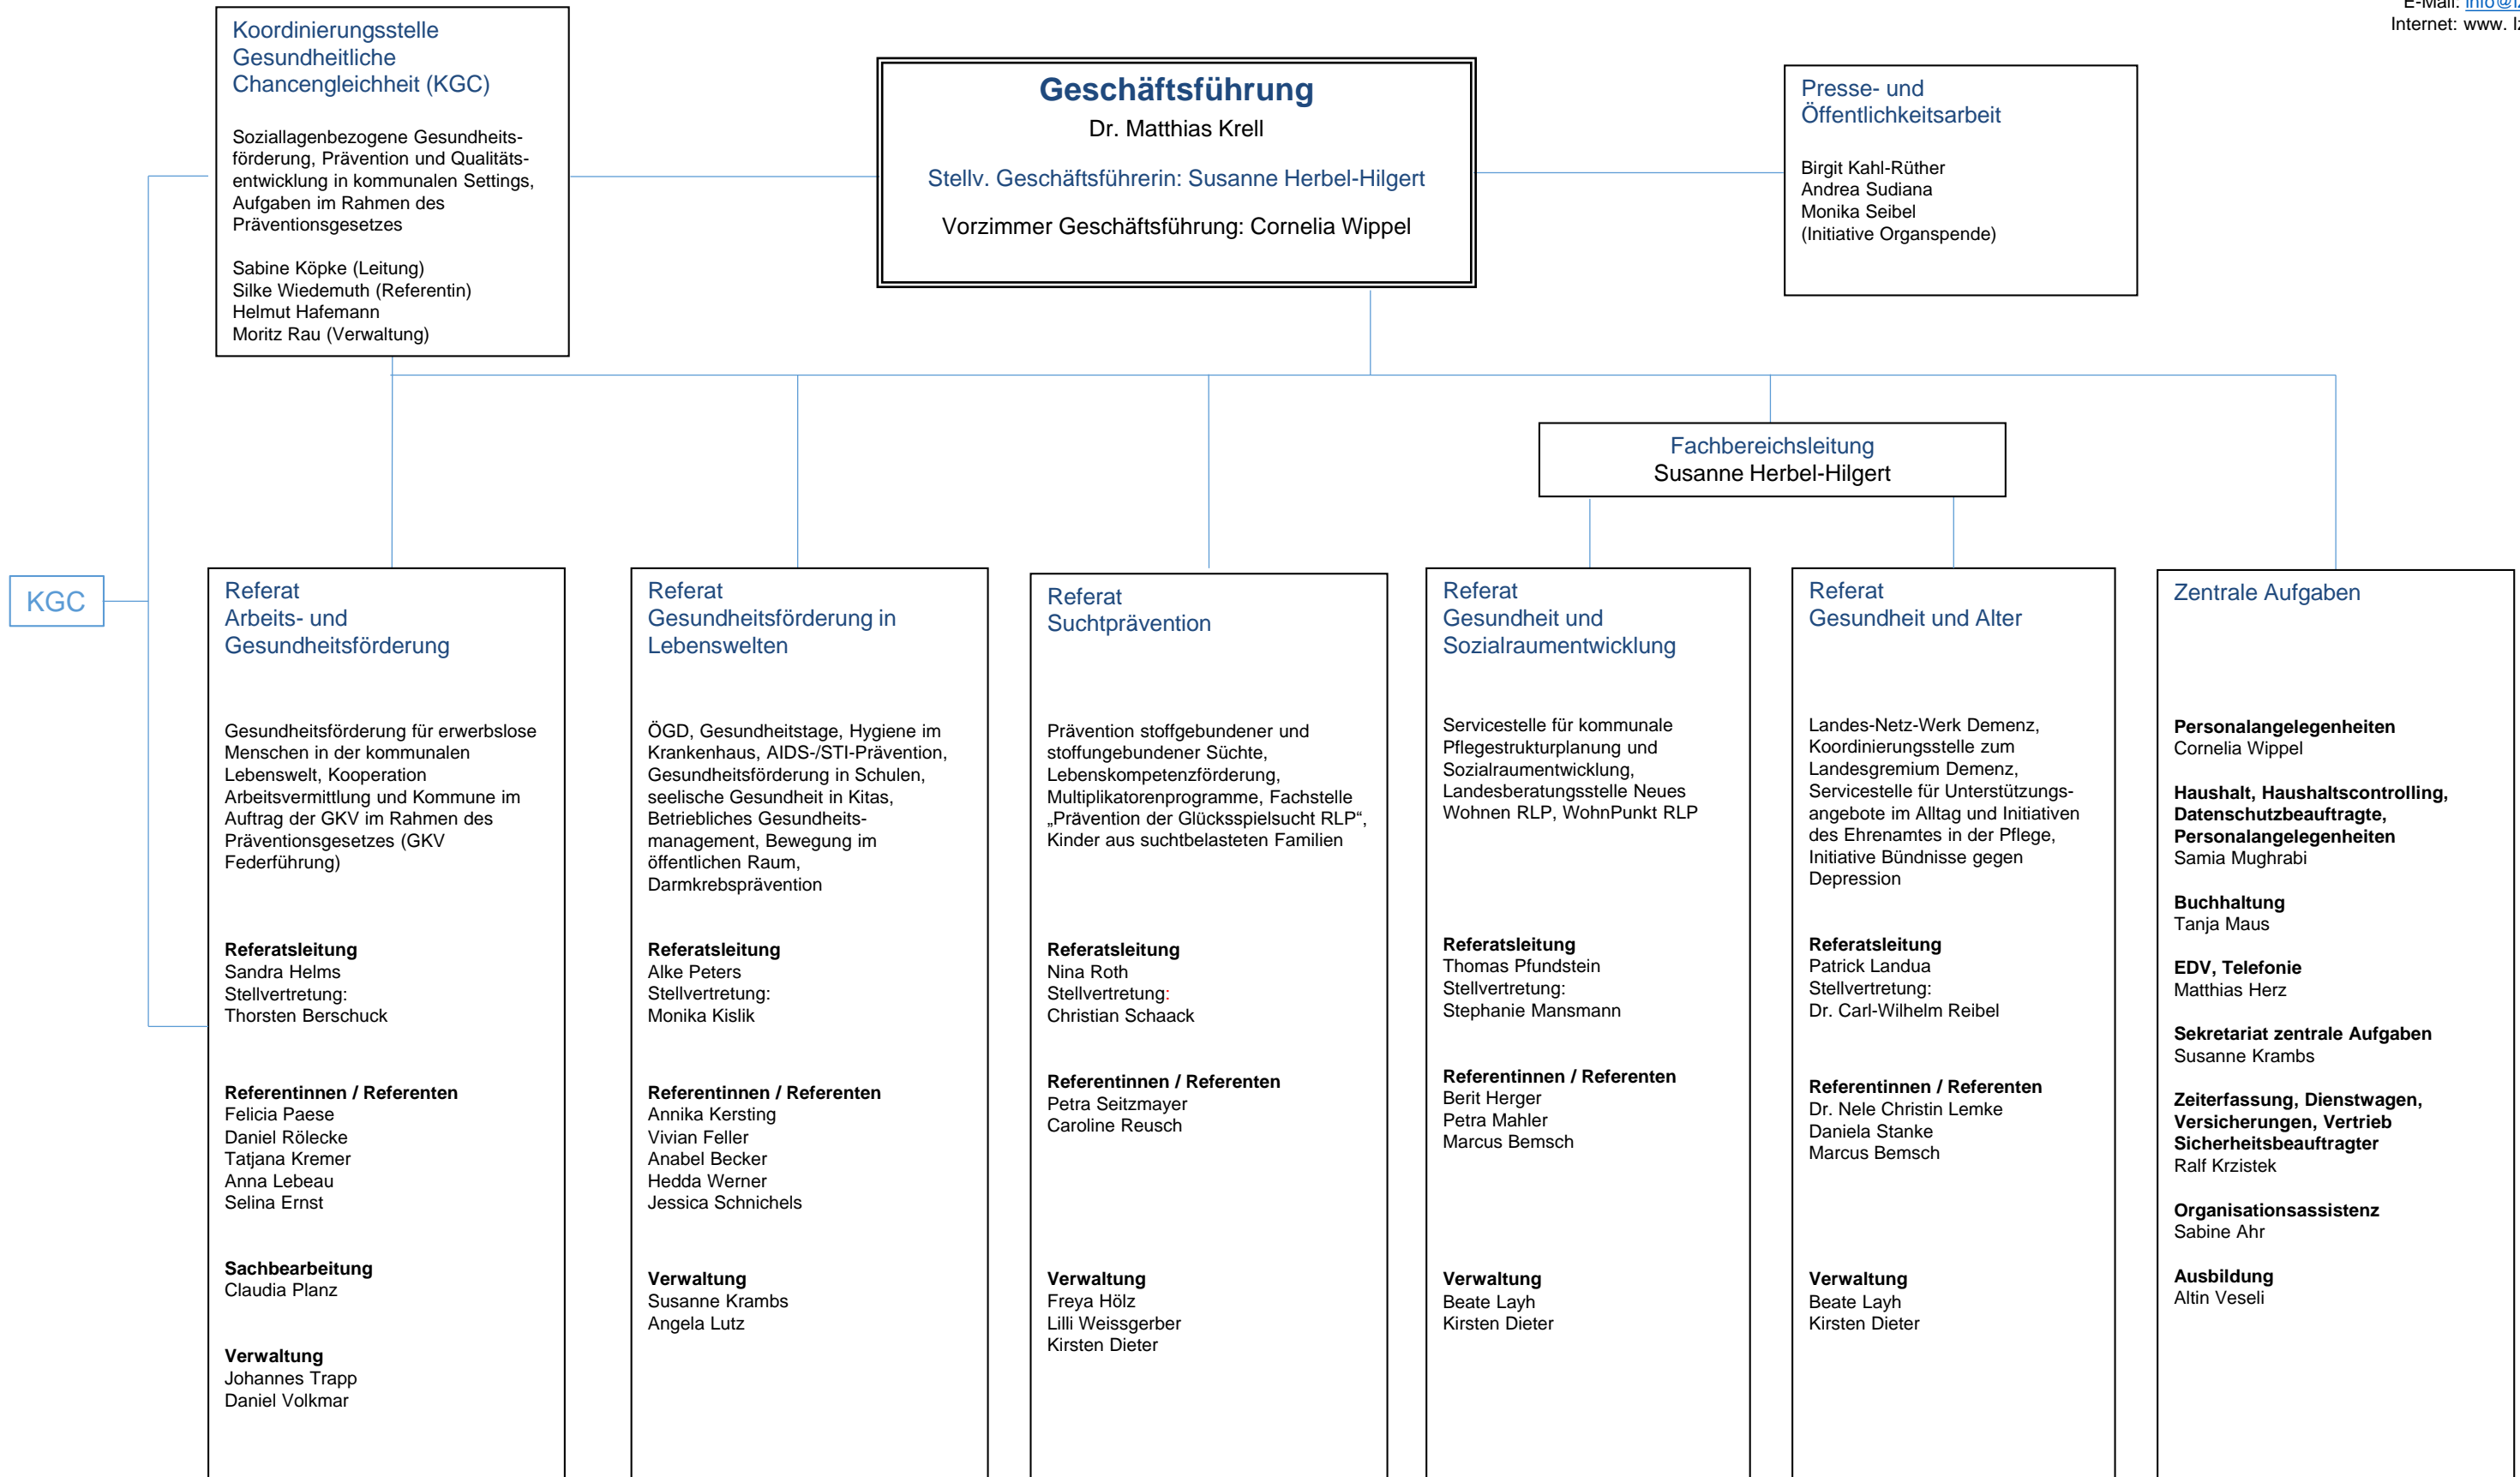 E-Mail:
Internet: www.
Koordinierungsstelle
Gesundheitliche
Chancengleichheit (KGC)
Soziallagenbezogene Gesundheits-
förderung, Prävention und Qualitäts-
entwicklung in kommunalen Settings,
Aufgaben im Rahmen des
Präventionsgesetzes
Sabine Köpke (Leitung)
Silke Wiedemuth (Referentin)
Helmut Hafemann
Moritz Rau (Verwaltung)
Geschäftsführung
Dr. Matthias Krell
Stellv. Geschäftsführerin: Susanne Herbel-Hilgert
Vorzimmer Geschäftsführung: Cornelia Wippel
Presse- und
Öffentlichkeitsarbeit
Birgit Kahl-Rüther
Andrea Sudiana
Monika Seibel
(Initiative Organspende)
Fachbereichsleitung
Susanne Herbel-Hilgert
KGC
Referat
Arbeits- und
Gesundheitsförderung
Gesundheitsförderung für erwerbslose
Menschen in der kommunalen
Lebenswelt, Kooperation
Arbeitsvermittlung und Kommune im
Auftrag der GKV im Rahmen des
Präventionsgesetzes (GKV
Federführung)
Referatsleitung
Sandra Helms
Stellvertretung:
Thorsten Berschuck
Referentinnen / Referenten
Felicia Paese
Daniel Rölecke
Tatjana Kremer
Anna Lebeau
Selina Ernst
Sachbearbeitung
Claudia Planz
Verwaltung
Johannes Trapp
Daniel Volkmar
Referat
Gesundheitsförderung in
Lebenswelten
ÖGD, Gesundheitstage, Hygiene im
Krankenhaus, AIDS-/STI-Prävention,
Gesundheitsförderung in Schulen,
seelische Gesundheit in Kitas,
Betriebliches Gesundheits-
management, Bewegung im
öffentlichen Raum,
Darmkrebsprävention
Referatsleitung
Alke Peters
Stellvertretung:
Monika Kislik
Referentinnen / Referenten
Annika Kersting
Vivian Feller
Anabel Becker
Hedda Werner
Jessica Schnichels
Verwaltung
Susanne Krambs
Angela Lutz
Referat
Suchtprävention
Prävention stoffgebundener und
stoffungebundener Süchte,
Lebenskompetenzförderung,
Multiplikatorenprogramme, Fachstelle
„Prävention der Glücksspielsucht RLP“,
Kinder aus suchtbelasteten Familien
Referatsleitung
Nina Roth
Stellvertretung:
Christian Schaack
Referentinnen / Referenten
Petra Seitzmayer
Caroline Reusch
Verwaltung
Freya Hölz
Lilli Weissgerber
Kirsten Dieter
Referat
Gesundheit und
Sozialraumentwicklung
Servicestelle für kommunale
Pflegestrukturplanung und
Sozialraumentwicklung,
Landesberatungsstelle Neues
Wohnen RLP, WohnPunkt RLP
Referatsleitung
Thomas Pfundstein
Stellvertretung:
Stephanie Mansmann
Referentinnen / Referenten
Berit Herger
Petra Mahler
Marcus Bemsch
Verwaltung
Beate Layh
Kirsten Dieter
Referat
Gesundheit und Alter
Landes-Netz-Werk Demenz,
Koordinierungsstelle zum
Landesgremium Demenz,
Servicestelle für Unterstützungs-
angebote im Alltag und Initiativen
des Ehrenamtes in der Pflege,
Initiative Bündnisse gegen
Depression
Referatsleitung
Patrick Landua
Stellvertretung:
Dr. Carl-Wilhelm Reibel
Referentinnen / Referenten
Dr. Nele Christin Lemke
Daniela Stanke
Marcus Bemsch
Verwaltung
Beate Layh
Kirsten Dieter
Zentrale Aufgaben
Personalangelegenheiten
Cornelia Wippel
Haushalt, Haushaltscontrolling,
Datenschutzbeauftragte,
Personalangelegenheiten
Samia Mughrabi
Buchhaltung
Tanja Maus
EDV, Telefonie
Matthias Herz
Sekretariat zentrale Aufgaben
Susanne Krambs
Zeiterfassung, Dienstwagen,
Versicherungen, Vertrieb
Sicherheitsbeauftragter
Ralf Krzistek
Organisationsassistenz
Sabine Ahr
Ausbildung
Altin Veseli